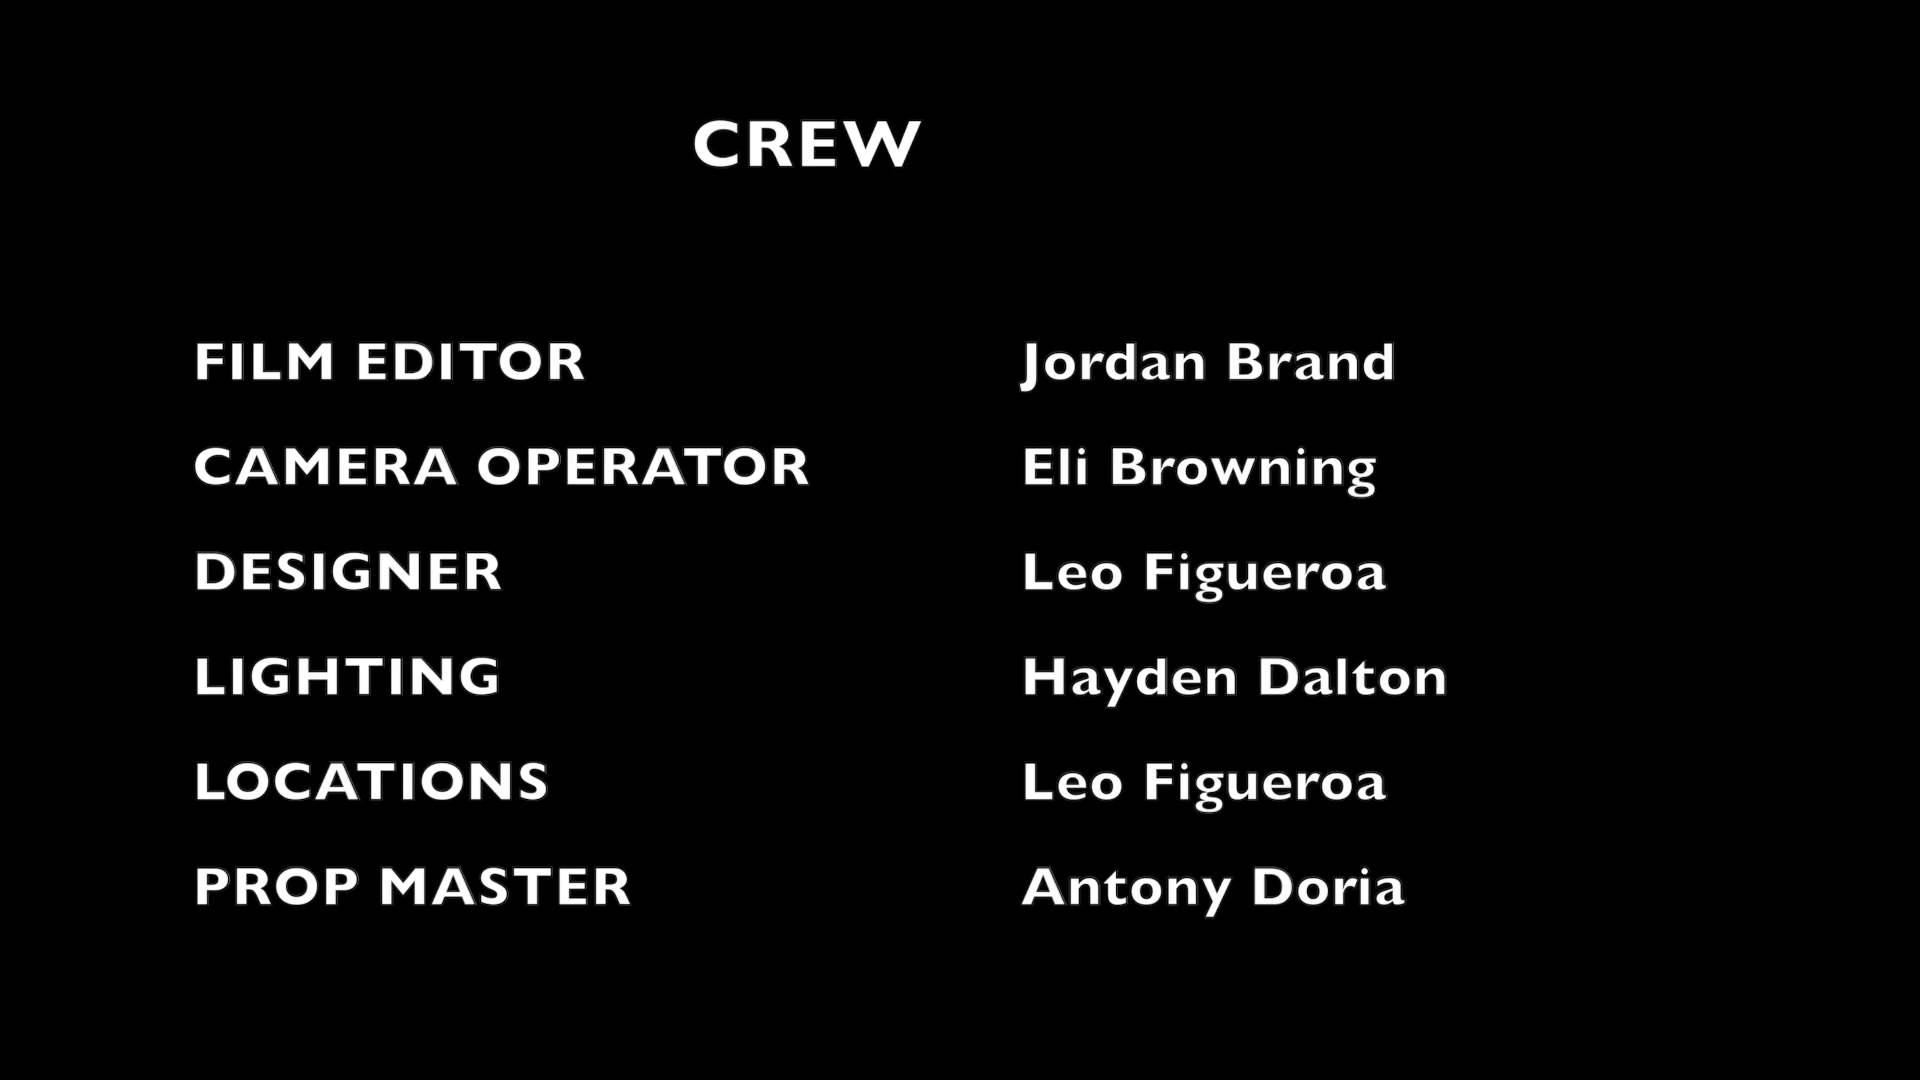 CREW
FILM EDITOR Jordan Brand
CAMERA OPERATOR Eli Browning
DESIGNER Leo Figueroa
LIGHTING Hayden Dalton
LOCATIONS Leo Figueroa
PROP MASTER Antony Doria